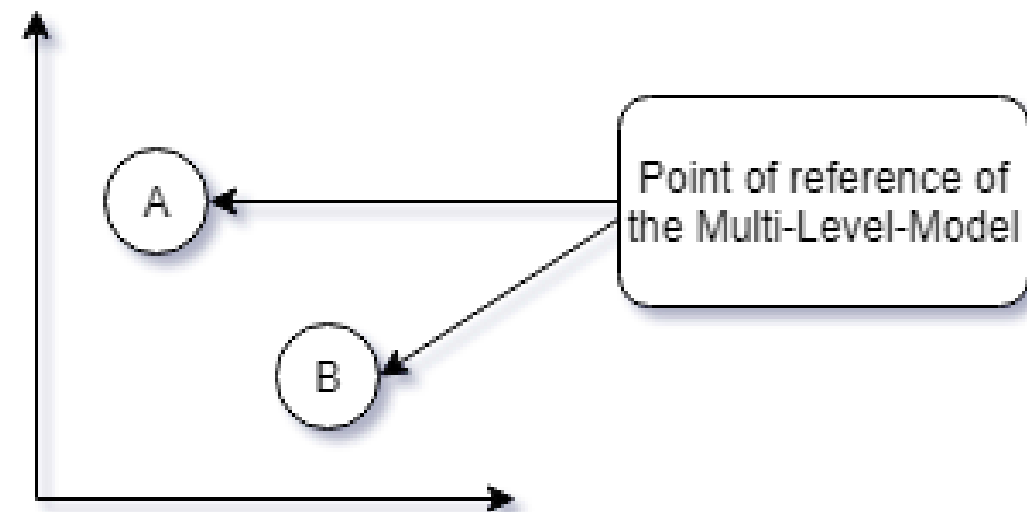 A
Point of reference of
the Multi-Level-Model
B